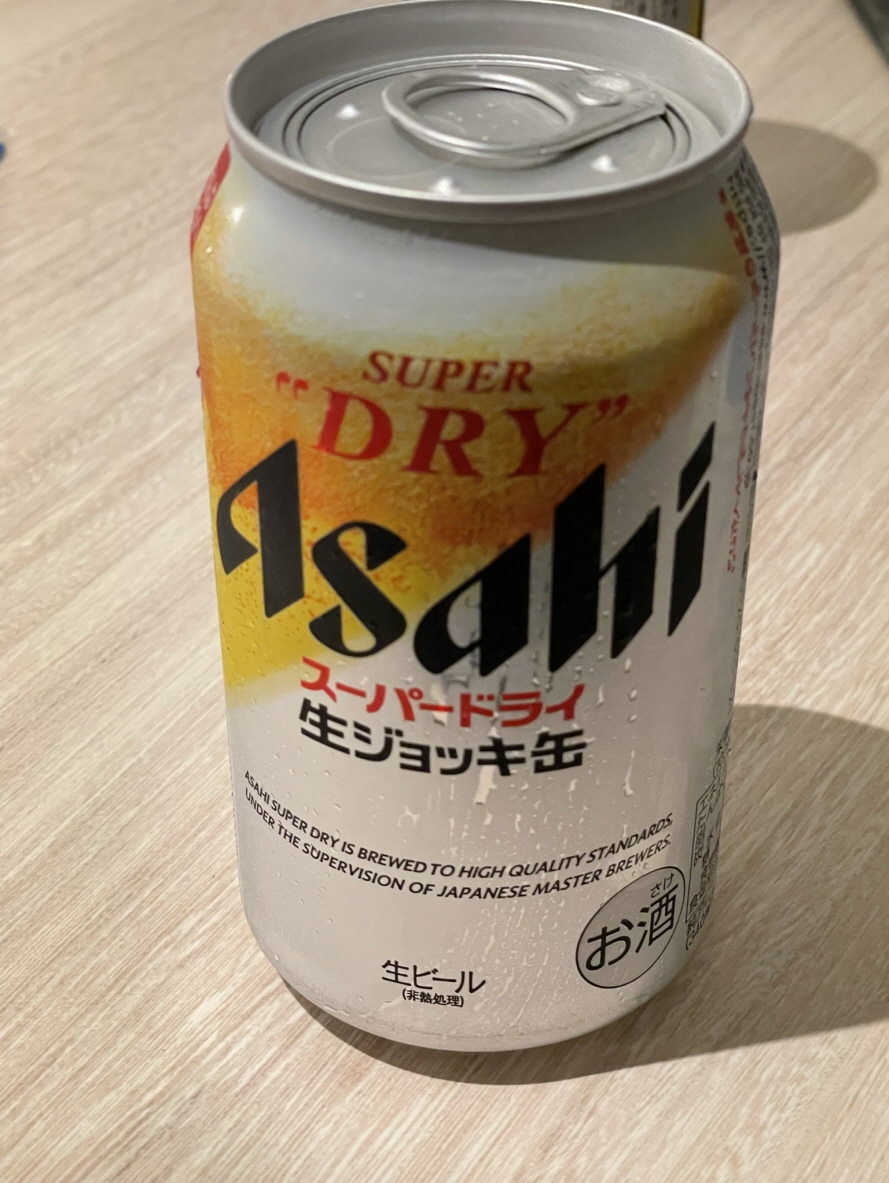 SUPER
"DRY"
Asahi
スーパードライ
生ジョッキ缶
ASAHI SUPER DRY IS BREWED TO HIGH QUALITY STANDARDS,
UNDER THE SUPERVISION OF JAPANESE MASTER BREWERS.
さけ
お酒
生ビール
(非熱処理)